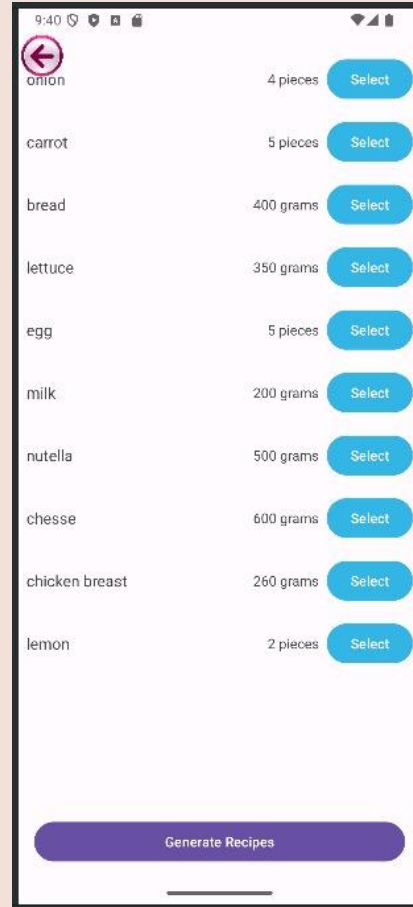 9:40
onion 4 pieces Select
carrot 5 pieces Select
bread 400 grams Select
lettuce 350 grams Select
egg 5 pieces Select
milk 200 grams Select
nutella 500 grams Select
chesse 600 grams Select
chicken breast 260 grams Select
lemon 2 pieces Select
Generate Recipes